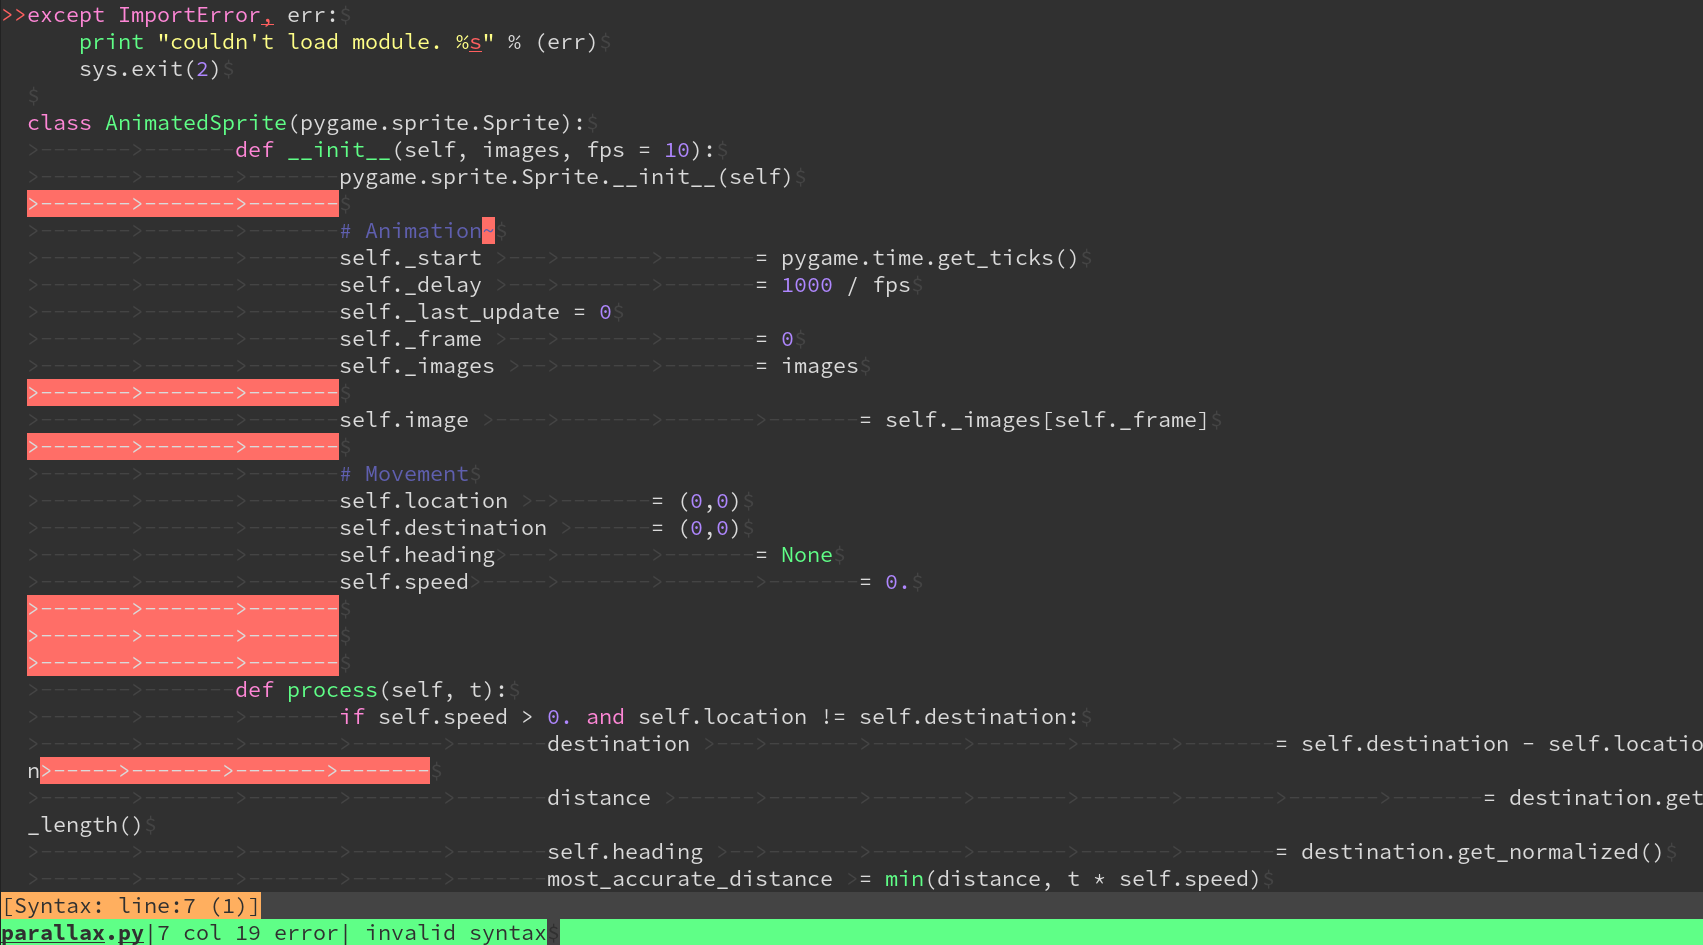 >>except ImportError, err:$
    print "couldn't load module. %s" % (err)$
    sys.exit(2)$
$
class AnimatedSprite(pygame.sprite.Sprite):$
>------->-------def __init__(self, images, fps = 10):$
>------->------->-------pygame.sprite.Sprite.__init__(self)$
>------->------->-------$
>------->------->-------# Animation~$
>------->------->-------self._start >--->------->-------= pygame.time.get_ticks()$
>------->------->-------self._delay >--->------->-------= 1000 / fps$
>------->------->-------self._last_update = 0$
>------->------->-------self._frame >--->------->-------= 0$
>------->------->-------self._images >-->------->-------= images$
>------->------->-------$
>------->------->-------self.image >---->------->------->-------= self._images[self._frame]$
>------->------->-------$
>------->------->-------# Movement$
>------->------->-------self.location >->-------= (0,0)$
>------->------->-------self.destination >------= (0,0)$
>------->------->-------self.heading>--->------->-------= None$
>------->------->-------self.speed>----->------->------->-------= 0.$
>------->------->-------$
>------->------->-------$
>------->------->-------$
>------->-------def process(self, t):$
>------->------->-------if self.speed > 0. and self.location != self.destination:$
>------->------->------->------->-------destination >--->------->------->------->------->-------= self.destination - self.locatio
n>----->------->------->-------$
>------->------->------->------->-------distance >------>------->------->------->------->------->------->-------= destination.get
_length()$
>------->------->------->------->-------self.heading >-->------->------->------->------->-------= destination.get_normalized()$
>------->------->------->------->-------most_accurate_distance >= min(distance, t * self.speed)$
[Syntax: line:7 (1)]
parallax.py|7 col 19 error| invalid syntax$